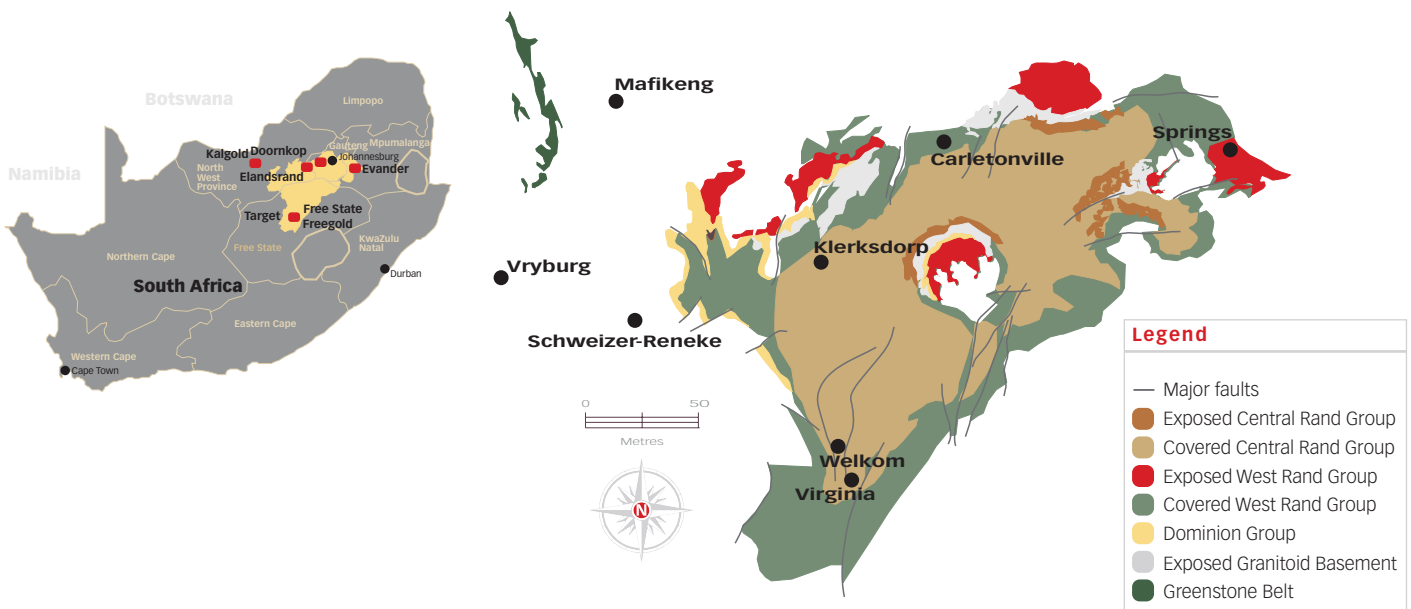 Botswana
Namibia
Limpopo
Mpumalanga
Gauteng
Kalgold
Doornkop
Johannesburg
Elandsrand
Evander
North
West
Province
Target
Free State
Freegold
Free State
KwaZulu
Natal
Northern Cape
Durban
South Africa
Eastern Cape
Western Cape
Cape Town
Mafikeng
Springs
Carletonville
Klerksdorp
Vryburg
Schweizer-Reneke
0 50
Metres
N
Welkom
Virginia
Legend
Major faults
Exposed Central Rand Group
Covered Central Rand Group
Exposed West Rand Group
Covered West Rand Group
Dominion Group
Exposed Granitoid Basement
Greenstone Belt